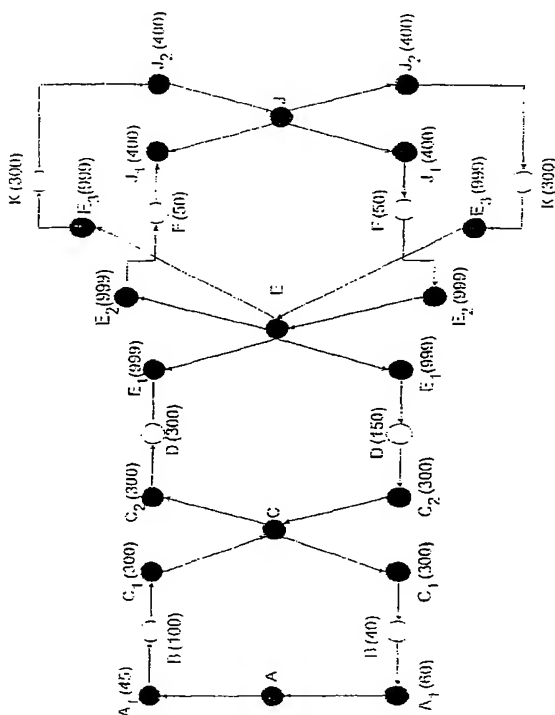 K (300)
E3 (999)
E2 (999)
A1 (45)
B (100)
C1 (300)
C2 (300)
D (300)
E1 (999)
F (50)
J1 (400)
J2 (400)
A
C
E
J
A1 (60)
B (40)
C1 (300)
C2 (300)
D (150)
E1 (999)
F (50)
J1 (400)
J2 (400)
E2 (999)
E3 (999)
K (300)